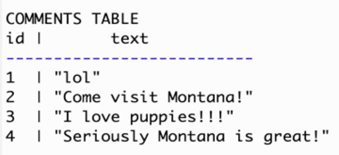 COMMENTS TABLE
id |       text
--------------------------
1  | "lol"
2  | "Come visit Montana!"
3  | "I love puppies!!!"
4  | "Seriously Montana is great!"